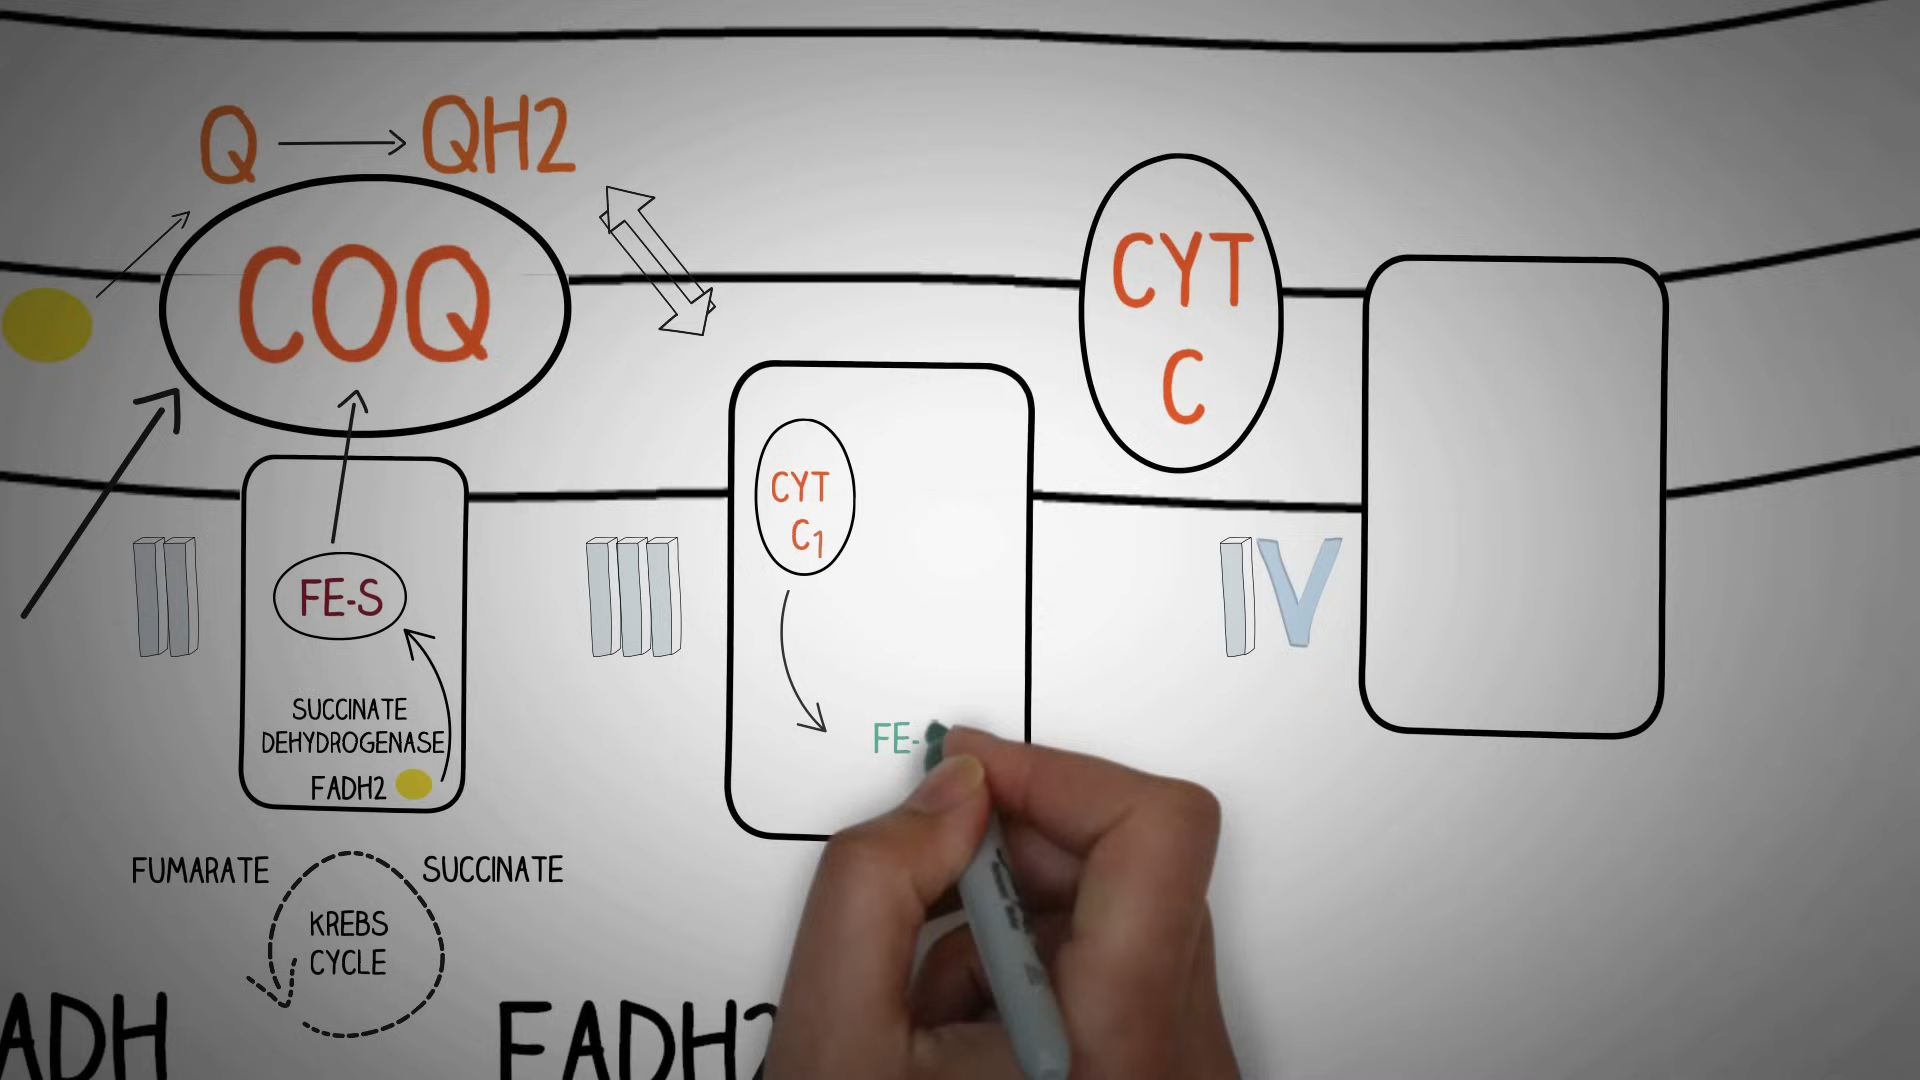 Q
QH2
COQ
CYT
C
CYT
C1
II
FE-S
III
IV
SUCCINATE
DEHYDROGENASE
FADH2
FE-
FUMARATE
SUCCINATE
KREBS
CYCLE
ADH
FADH2